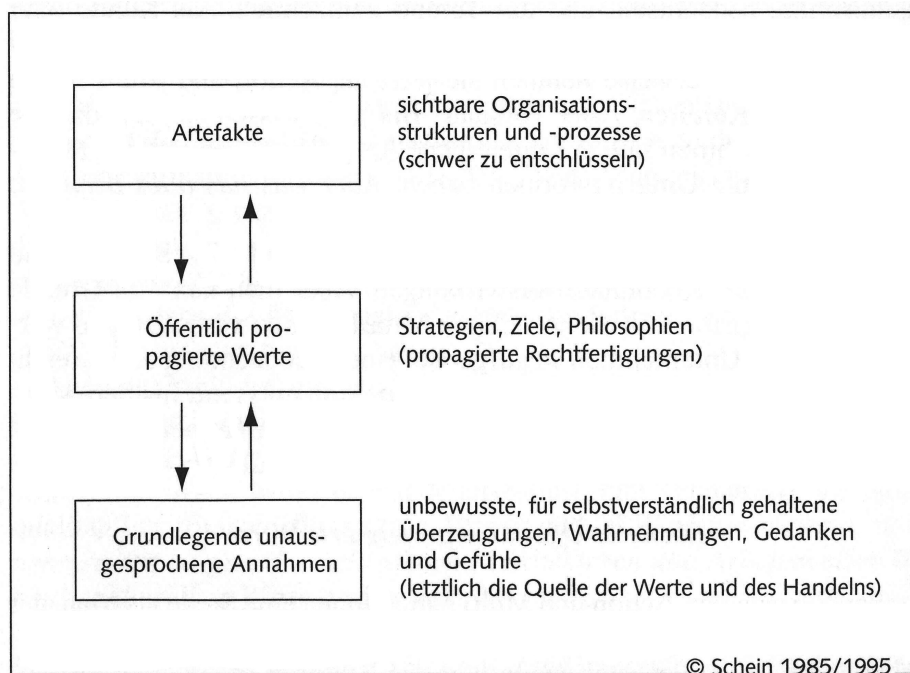 Artefakte
sichtbare Organisations-
strukturen und -prozesse
(schwer zu entschlüsseln)
Öffentlich pro-
pagierte Werte
Strategien, Ziele, Philosophien
(propagierte Rechtfertigungen)
Grundlegende unaus-
gesprochene Annahmen
unbewusste, für selbstverständlich gehaltene
Überzeugungen, Wahrnehmungen, Gedanken
und Gefühle
(letztlich die Quelle der Werte und des Handelns)
© Schein 1985/1995